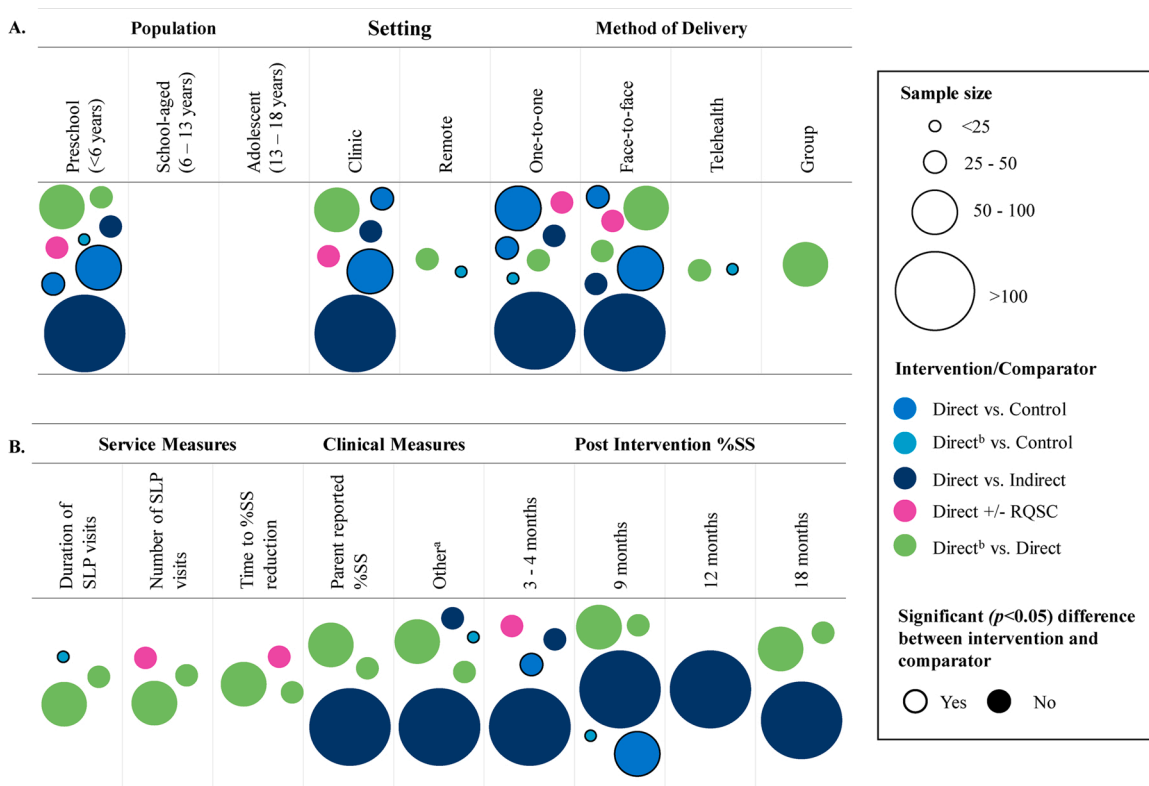 A.
Population
Setting
Method of Delivery
Preschool
(<6 years)
School-aged
(6 – 13 years)
Adolescent
(13 – 18 years)
Clinic
Remote
One-to-one
Face-to-face
Telehealth
Group
B.
Service Measures
Clinical Measures
Post Intervention %SS
Duration of
SLP visits
Number of SLP
visits
Time to %SS
reduction
Parent reported
%SS
Otherᵃ
3 - 4 months
9 months
12 months
18 months
Sample size
<25
25 - 50
50 - 100
>100
Intervention/Comparator
Direct vs. Control
Directᵇ vs. Control
Direct vs. Indirect
Direct +/- RQSC
Directᵇ vs. Direct
Significant (p<0.05) difference
between intervention and
comparator
Yes
No